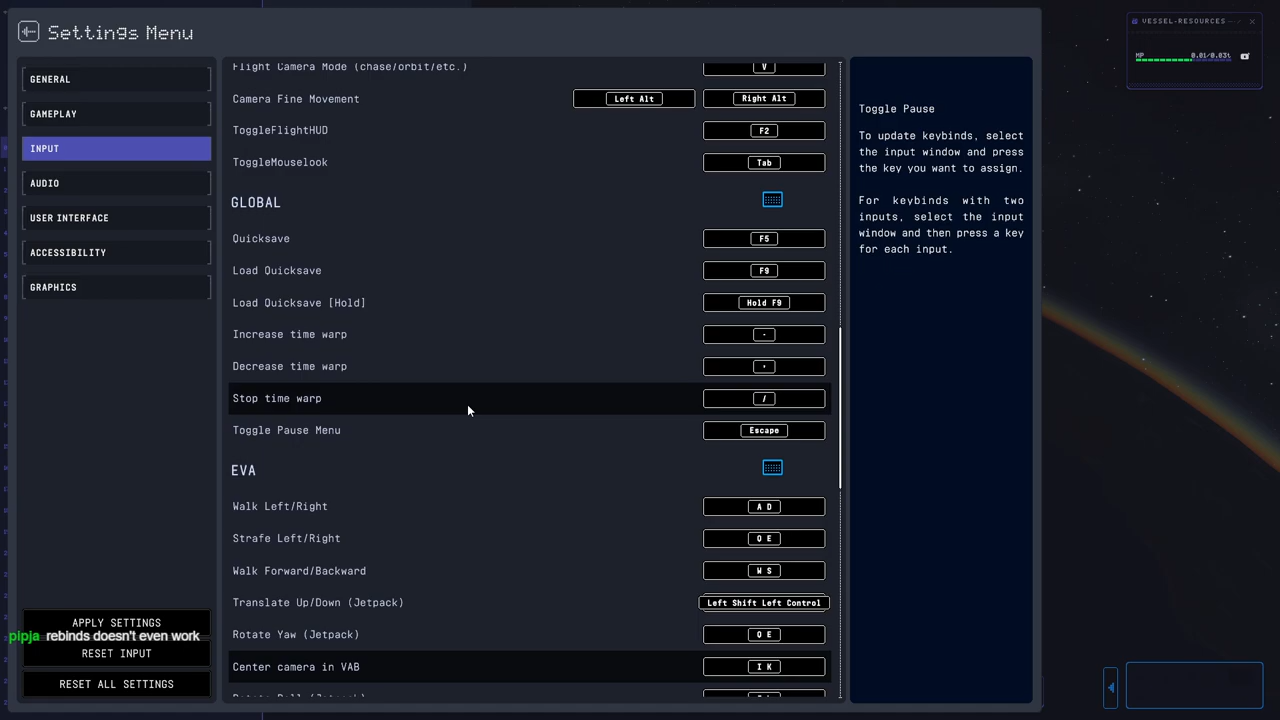 Settings Menu
VESSEL-RESOURCES
MP 0.01/0.03t
GENERAL
GAMEPLAY
INPUT
AUDIO
USER INTERFACE
ACCESSIBILITY
GRAPHICS
Flight Camera Mode (chase/orbit/etc.) V
Camera Fine Movement Left Alt Right Alt
ToggleFlightHUD F2
ToggleMouselook Tab
GLOBAL
Quicksave F5
Load Quicksave F9
Load Quicksave [Hold] Hold F9
Increase time warp
Decrease time warp
Stop time warp /
Toggle Pause Menu Escape
EVA
Walk Left/Right A D
Strafe Left/Right Q E
Walk Forward/Backward W S
Translate Up/Down (Jetpack) Left Shift Left Control
Rotate Yaw (Jetpack) Q E
Center camera in VAB I K
Toggle Pause
To update keybinds, select
the input window and press
the key you want to assign.
For keybinds with two
inputs, select the input
window and then press a key
for each input.
APPLY SETTINGS
pipja rebinds doesn't even work
RESET INPUT
RESET ALL SETTINGS